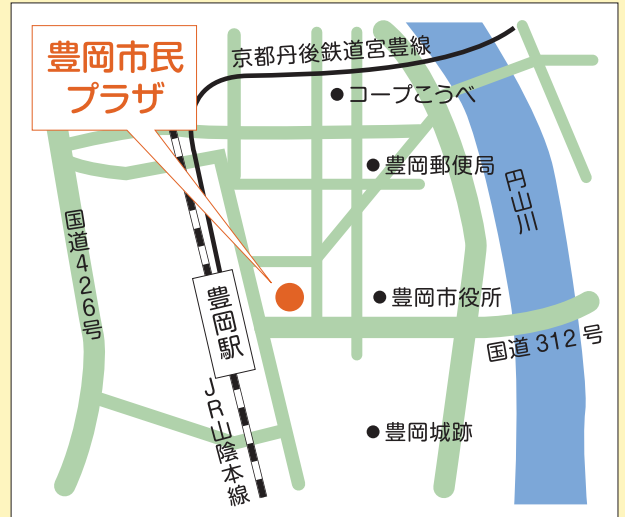 豊岡市民
プラザ
京都丹後鉄道宮豊線
コープこうべ
豊岡郵便局
円山川
国道426号
豊岡駅
豊岡市役所
国道312号
JR山陰本線
豊岡城跡